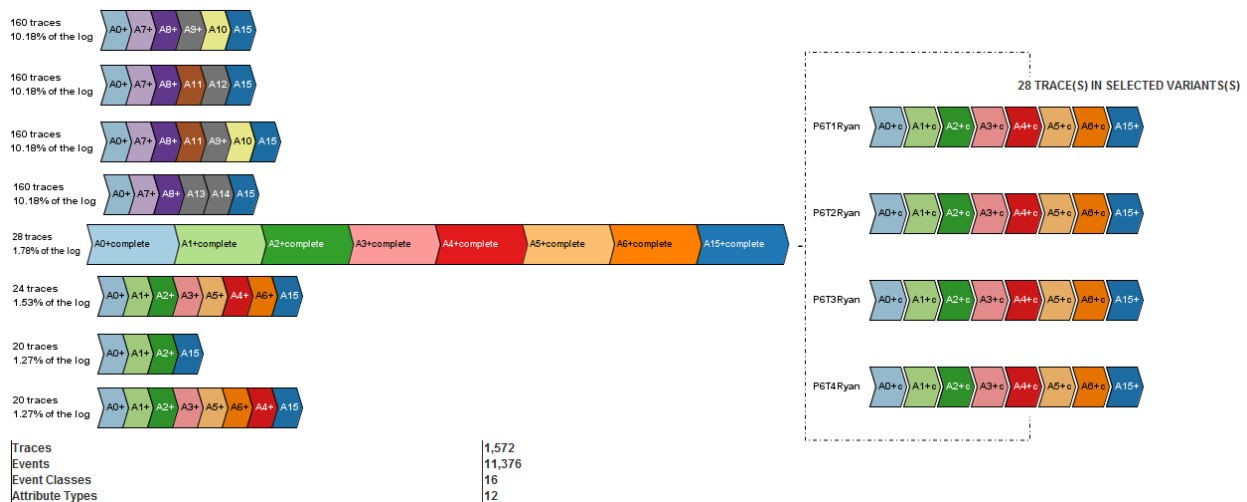 160 traces
10.18% of the log
A0+ A7+ A8+ A9+ A10 A15
160 traces
10.18% of the log
A0+ A7+ A8+ A11 A12 A15
160 traces
10.18% of the log
A0+ A7+ A8+ A11 A9+ A10 A15
160 traces
10.18% of the log
A0+ A7+ A8+ A13 A14 A15
28 traces
1.78% of the log
A0+complete A1+complete A2+complete A3+complete A4+complete A5+complete A6+complete A15+complete
24 traces
1.53% of the log
A0+ A1+ A2+ A3+ A5+ A4+ A6+ A15
20 traces
1.27% of the log
A0+ A1+ A2+ A15
20 traces
1.27% of the log
A0+ A1+ A2+ A3+ A5+ A6+ A4+ A15
28 TRACE(S) IN SELECTED VARIANTS(S)
P6T1Ryan A0+c A1+c A2+c A3+c A4+c A5+c A6+c A15+
P6T2Ryan A0+c A1+c A2+c A3+c A4+c A5+c A6+c A15+
P6T3Ryan A0+c A1+c A2+c A3+c A4+c A5+c A6+c A15+
P6T4Ryan A0+c A1+c A2+c A3+c A4+c A5+c A6+c A15+
Traces 1,572
Events 11,376
Event Classes 16
Attribute Types 12